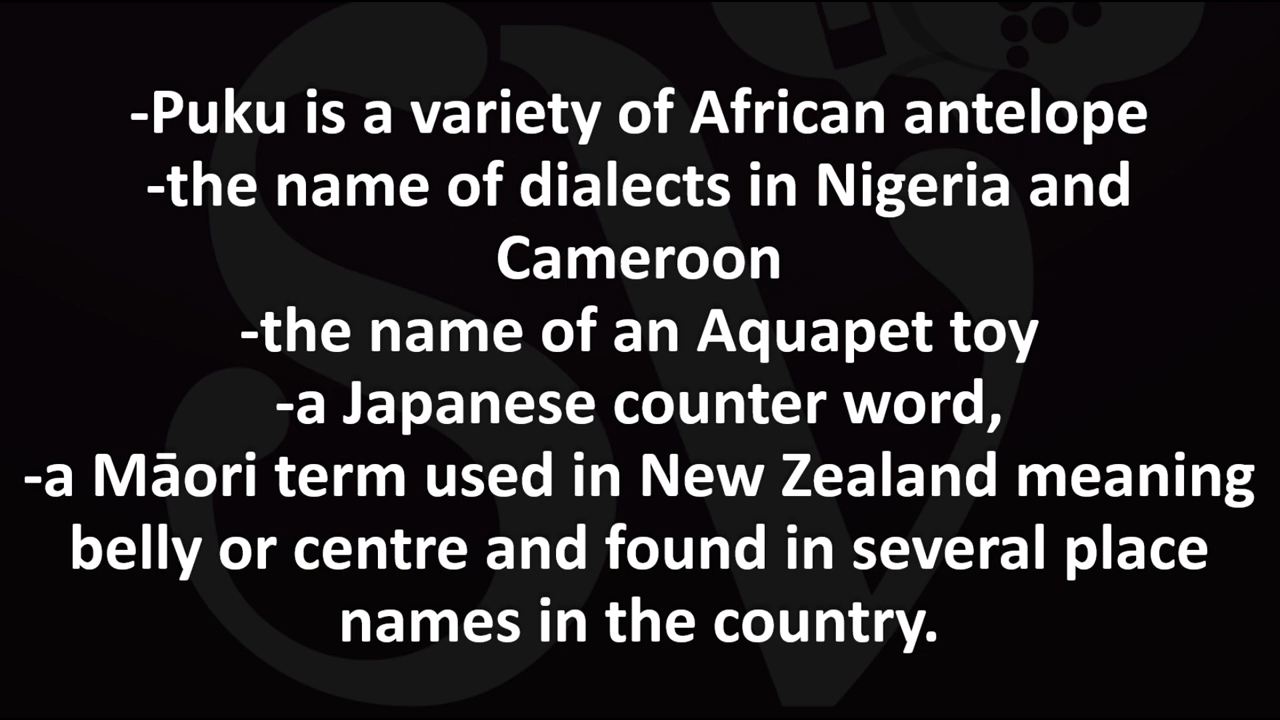 -Puku is a variety of African antelope
-the name of dialects in Nigeria and
Cameroon
-the name of an Aquapet toy
-a Japanese counter word,
-a Māori term used in New Zealand meaning
belly or centre and found in several place
names in the country.